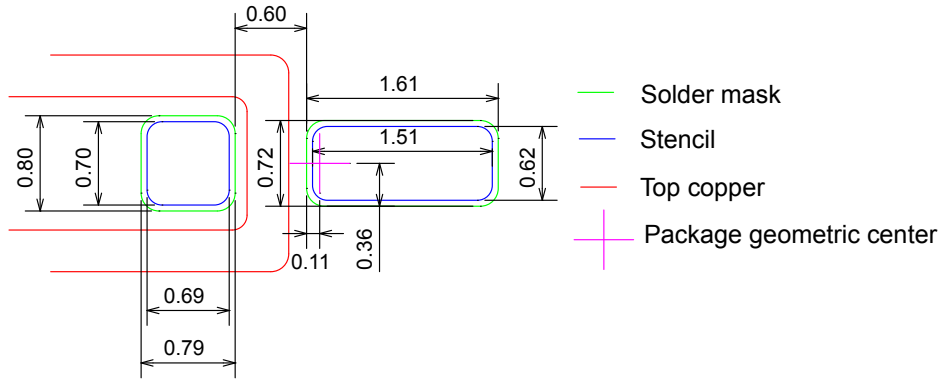 0.60
1.61
1.51
0.80
0.70
0.72
0.62
0.11
0.36
0.69
0.79
Solder mask
Stencil
Top copper
Package geometric center